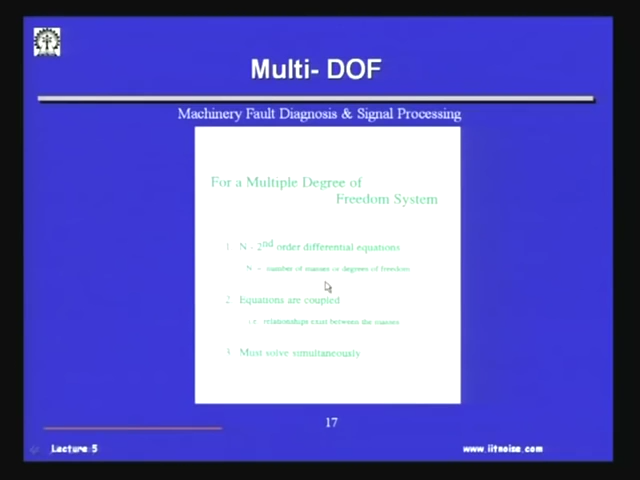 Multi- DOF
Machinery Fault Diagnosis & Signal Processing
For a Multiple Degree of
Freedom System
1. N - 2nd order differential equations
N - number of masses or degrees of freedom
2. Equations are coupled
i.e. relationships exist between the masses
3. Must solve simultaneously
17
Lecture 5
www.iitnoise.com